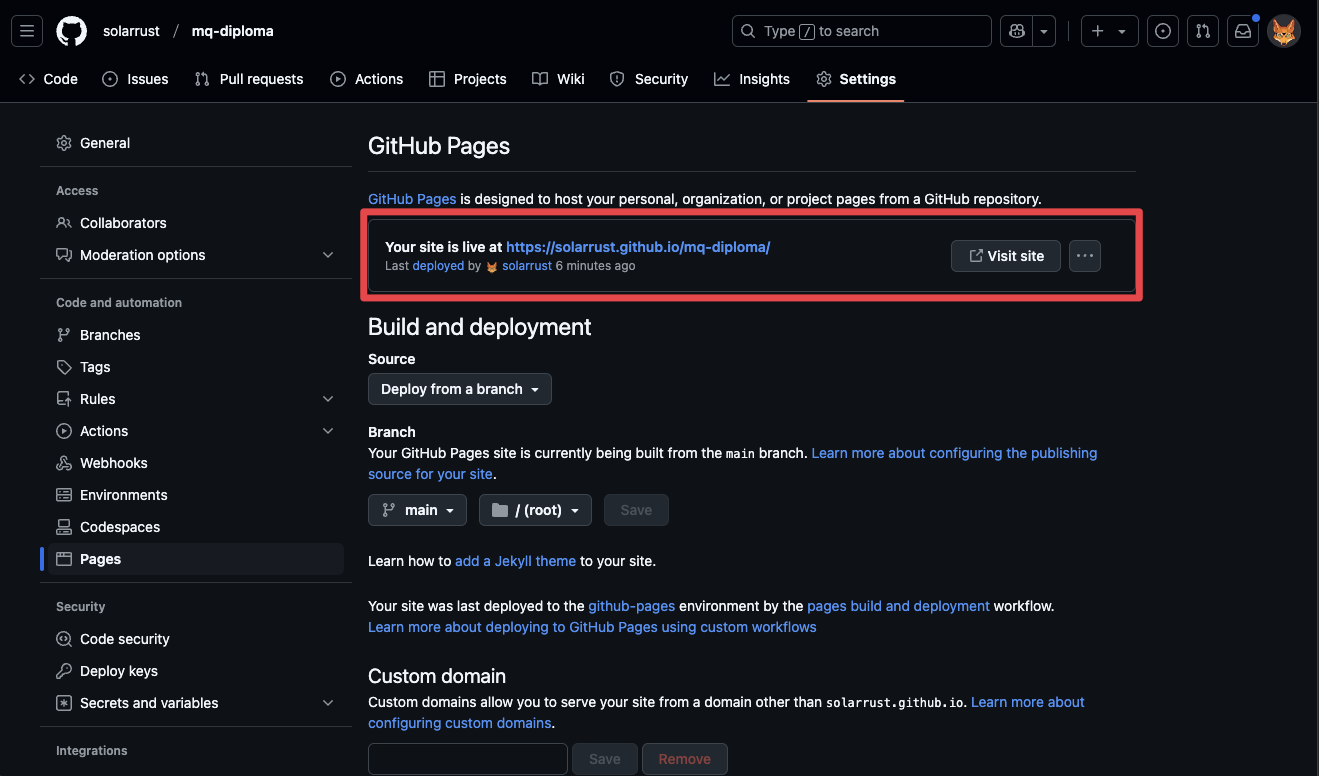 solarrust / mq-diploma
Type / to search
Code
Issues
Pull requests
Actions
Projects
Wiki
Security
Insights
Settings
General
Access
Collaborators
Moderation options
Code and automation
Branches
Tags
Rules
Actions
Webhooks
Environments
Codespaces
Pages
Security
Code security
Deploy keys
Secrets and variables
Integrations
GitHub Pages
GitHub Pages is designed to host your personal, organization, or project pages from a GitHub repository.
Your site is live at https://solarrust.github.io/mq-diploma/
Last deployed by solarrust 6 minutes ago
Visit site
Build and deployment
Source
Deploy from a branch
Branch
Your GitHub Pages site is currently being built from the main branch. Learn more about configuring the publishing
source for your site.
main
/ (root)
Save
Learn how to add a Jekyll theme to your site.
Your site was last deployed to the github-pages environment by the pages build and deployment workflow.
Learn more about deploying to GitHub Pages using custom workflows
Custom domain
Custom domains allow you to serve your site from a domain other than solarrust.github.io. Learn more about
configuring custom domains.
Save
Remove